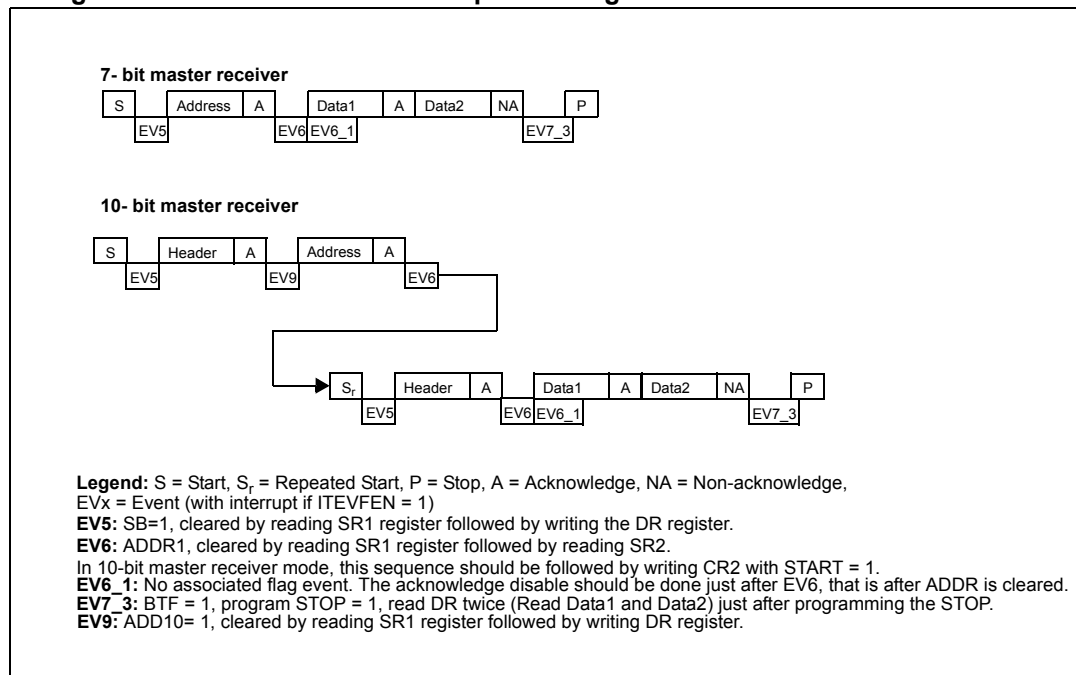 7- bit master receiver
S Address A Data1 A Data2 NA P
EV5 EV6 EV6_1 EV7_3
10- bit master receiver
S Header A Address A
EV5 EV9 EV6
Sr Header A Data1 A Data2 NA P
EV5 EV6 EV6_1 EV7_3
Legend: S = Start, Sr = Repeated Start, P = Stop, A = Acknowledge, NA = Non-acknowledge,
EVx = Event (with interrupt if ITEVFEN = 1)
EV5: SB=1, cleared by reading SR1 register followed by writing the DR register.
EV6: ADDR1, cleared by reading SR1 register followed by reading SR2.
In 10-bit master receiver mode, this sequence should be followed by writing CR2 with START = 1.
EV6_1: No associated flag event. The acknowledge disable should be done just after EV6, that is after ADDR is cleared.
EV7_3: BTF = 1, program STOP = 1, read DR twice (Read Data1 and Data2) just after programming the STOP.
EV9: ADD10= 1, cleared by reading SR1 register followed by writing DR register.